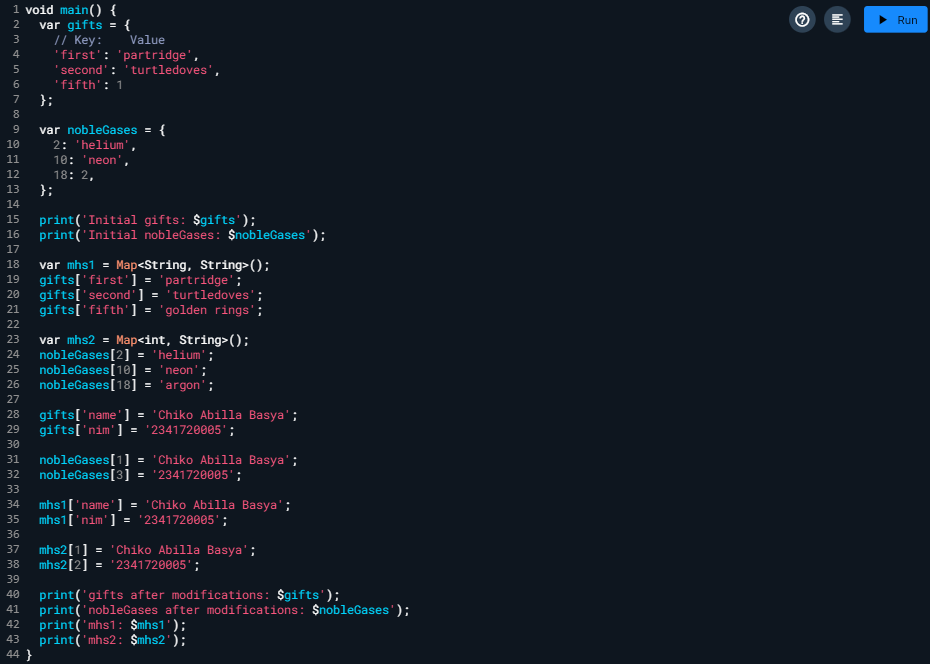 1 void main() {
2   var gifts = {
3     // Key:    Value
4     'first': 'partridge',
5     'second': 'turtledoves',
6     'fifth': 1
7   };
8
9   var nobleGases = {
10     2: 'helium',
11     10: 'neon',
12     18: 2,
13   };
14
15   print('Initial gifts: $gifts');
16   print('Initial nobleGases: $nobleGases');
17
18   var mhs1 = Map<String, String>();
19   gifts['first'] = 'partridge';
20   gifts['second'] = 'turtledoves';
21   gifts['fifth'] = 'golden rings';
22
23   var mhs2 = Map<int, String>();
24   nobleGases[2] = 'helium';
25   nobleGases[10] = 'neon';
26   nobleGases[18] = 'argon';
27
28   gifts['name'] = 'Chiko Abilla Basya';
29   gifts['nim'] = '2341720005';
30
31   nobleGases[1] = 'Chiko Abilla Basya';
32   nobleGases[3] = '2341720005';
33
34   mhs1['name'] = 'Chiko Abilla Basya';
35   mhs1['nim'] = '2341720005';
36
37   mhs2[1] = 'Chiko Abilla Basya';
38   mhs2[2] = '2341720005';
39
40   print('gifts after modifications: $gifts');
41   print('nobleGases after modifications: $nobleGases');
42   print('mhs1: $mhs1');
43   print('mhs2: $mhs2');
44 }
Run